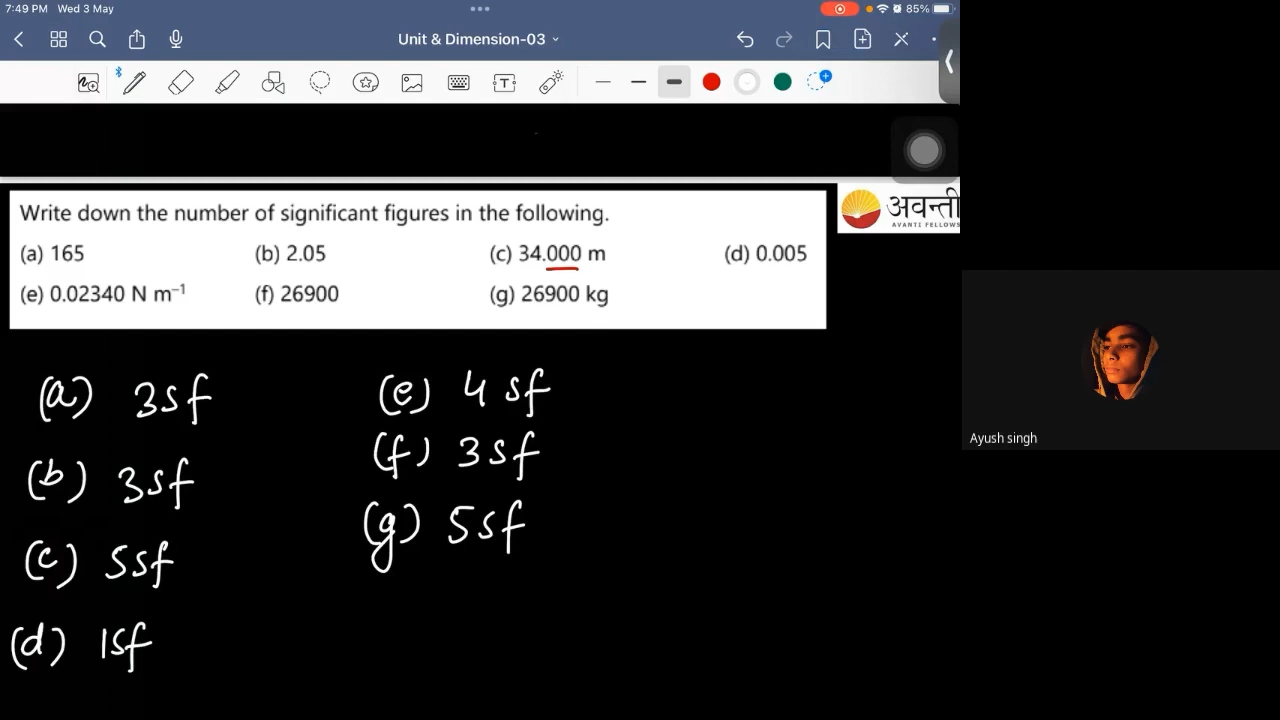 7:49 PM Wed 3 May
85%
Unit & Dimension-03
Write down the number of significant figures in the following.
(a) 165 (b) 2.05 (c) 34.000 m (d) 0.005
(e) 0.02340 N m⁻¹ (f) 26900 (g) 26900 kg
अवन्ती
AVANTI FELLOWS
(a) 3sf
(b) 3sf
(c) 5sf
(d) 1sf
(e) 4 sf
(f) 3sf
(g) 5sf
Ayush singh